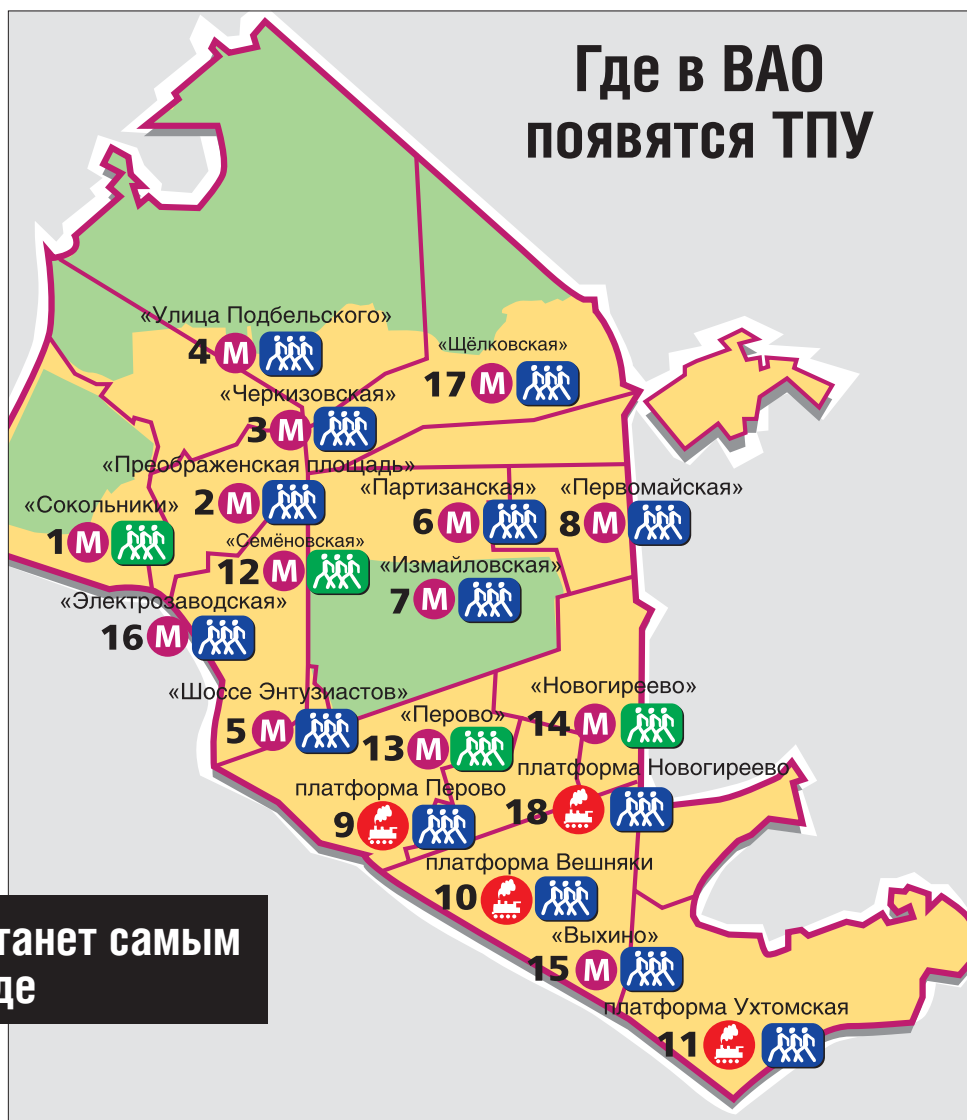 Где в ВАО
появятся ТПУ
«Улица Подбельского»
4 М
«Щёлковская»
17 М
«Черкизовская»
3 М
«Преображенская площадь»
2 М
«Партизанская»
6 М
«Первомайская»
8 М
«Сокольники»
1 М
«Семёновская»
12 М
«Измайловская»
7 М
«Электрозаводская»
16 М
«Шоссе Энтузиастов»
5 М
«Перово»
13 М
«Новогиреево»
14 М
платформа Перово
9
платформа Новогиреево
18
платформа Вешняки
10
«Выхино»
15 М
платформа Ухтомская
11
танет самым
де